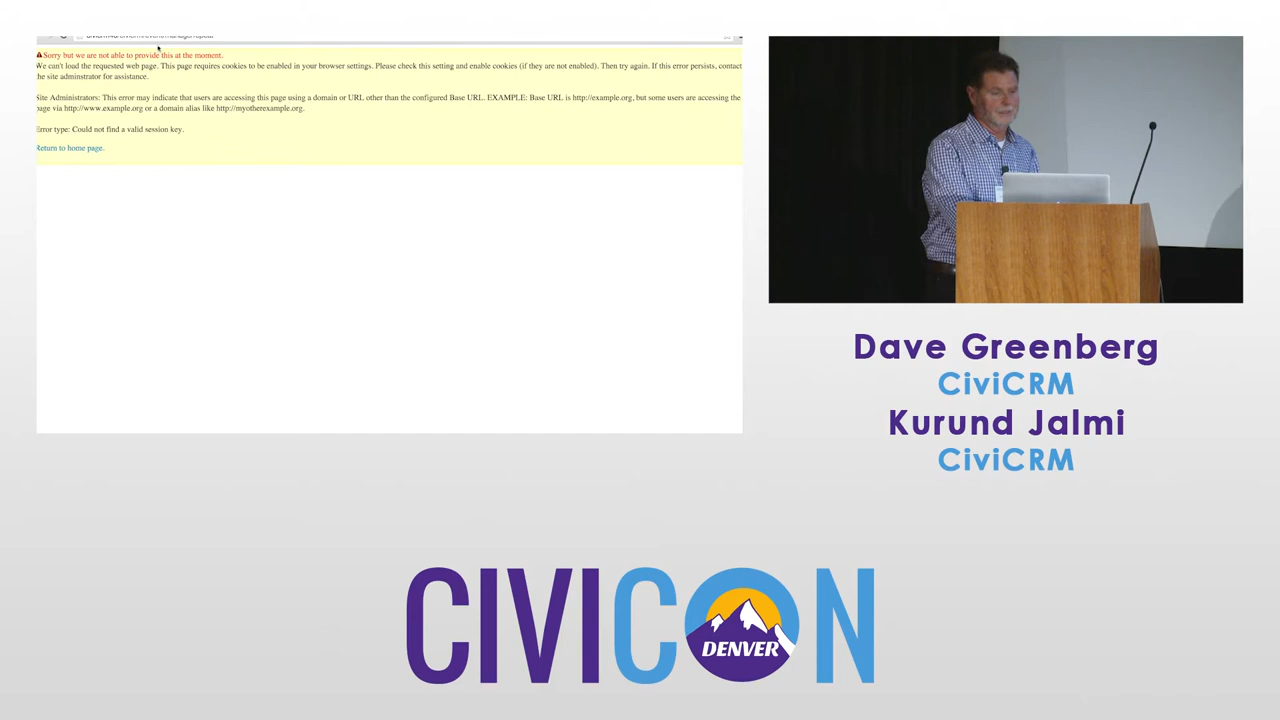 Sorry but we are not able to provide this at the moment.
We can't load the requested web page. This page requires cookies to be enabled in your browser settings. Please check this setting and enable cookies (if they are not enabled). Then try again. If this error persists, contact
the site adminstrator for assistance.
Site Administrators: This error may indicate that users are accessing this page using a domain or URL other than the configured Base URL. EXAMPLE: Base URL is http://example.org, but some users are accessing the
page via http://www.example.org or a domain alias like http://myotherexample.org.
Error type: Could not find a valid session key.
Return to home page.
Dave Greenberg
CiviCRM
Kurund Jalmi
CiviCRM
CIVICON
DENVER